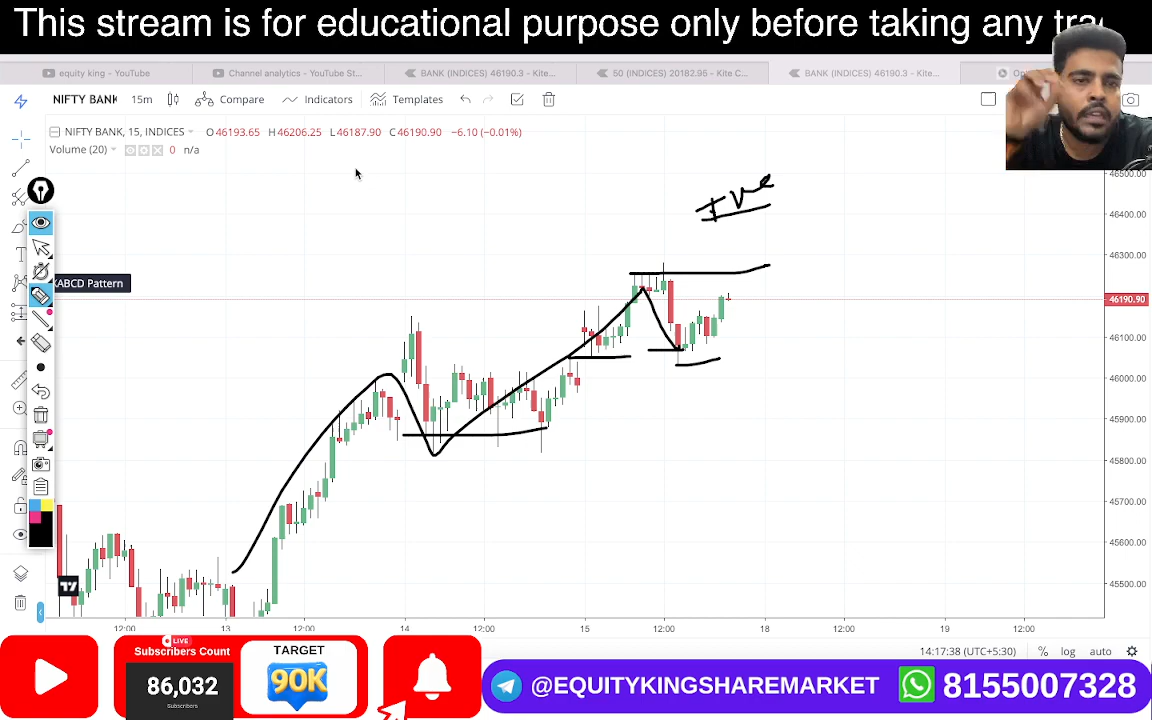 This stream is for educational purpose only before taking any
equity king - YouTube
Channel analytics - YouTube St...
BANK (INDICES) 46190.3 - Kite...
50 (INDICES) 20182.95 - Kite C...
BANK (INDICES) 46190.3 - Kite...
NIFTY BANK 15m Compare Indicators Templates
NIFTY BANK, 15, INDICES O46193.65 H46206.25 L46187.90 C46190.90 −6.10 (−0.01%)
Volume (20) 0 n/a
ABCD Pattern
+ve
46500.00
46400.00
46300.00
46190.90
46100.00
46000.00
45900.00
45800.00
45700.00
45600.00
45500.00
12:00 13 12:00 14 12:00 15 12:00 18 12:00 19 12:00
14:17:38 (UTC+5:30) % log auto
LIVE
Subscribers Count
86,032
Subscribers
TARGET
90K
@EQUITYKINGSHAREMARKET
8155007328